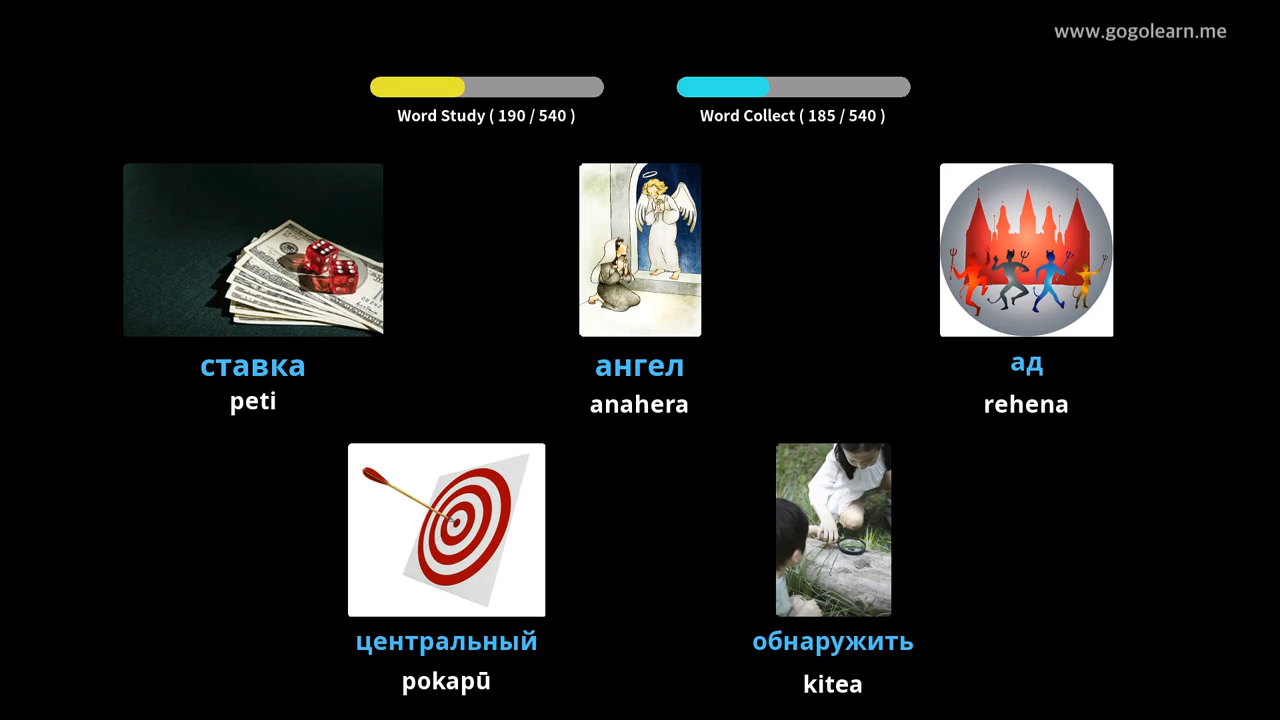 www.gogolearn.me
Word Study ( 190 / 540 )
Word Collect ( 185 / 540 )
ставка
peti
ангел
anahera
ад
rehena
центральный
pokapū
обнаружить
kitea